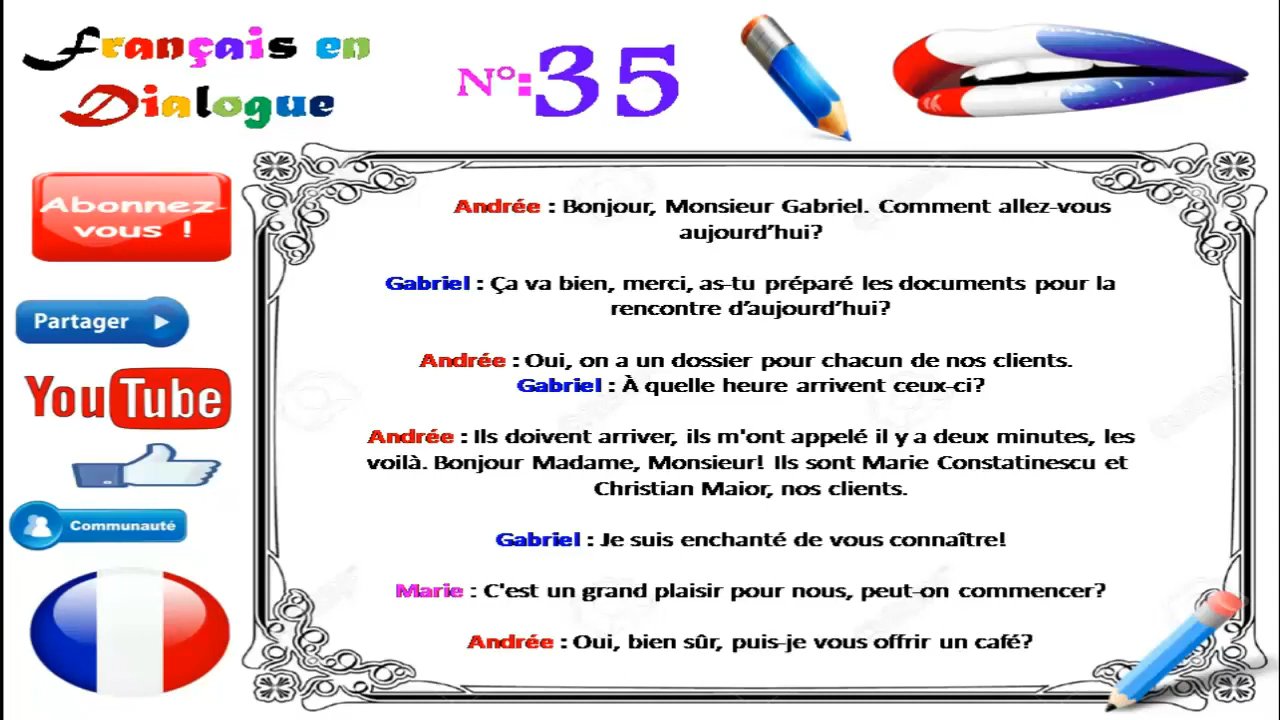 Français en
Dialogue
N°:35
Abonnez-
vous !
Partager
YouTube
Communauté
Andrée : Bonjour, Monsieur Gabriel. Comment allez-vous
aujourd’hui?
Gabriel : Ça va bien, merci, as-tu préparé les documents pour la
rencontre d’aujourd’hui?
Andrée : Oui, on a un dossier pour chacun de nos clients.
Gabriel : À quelle heure arrivent ceux-ci?
Andrée : Ils doivent arriver, ils m'ont appelé il y a deux minutes, les
voilà. Bonjour Madame, Monsieur! Ils sont Marie Constatinescu et
Christian Maior, nos clients.
Gabriel : Je suis enchanté de vous connaître!
Marie : C'est un grand plaisir pour nous, peut-on commencer?
Andrée : Oui, bien sûr, puis-je vous offrir un café?